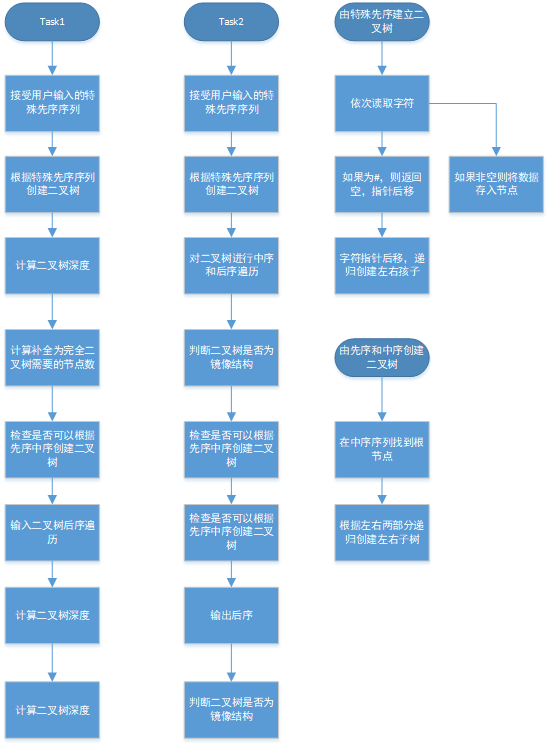 Task1
接受用户输入的特
殊先序序列
根据特殊先序序列
创建二叉树
计算二叉树深度
计算补全为完全二
叉树需要的节点数
检查是否可以根据
先序中序创建二叉
树
输入二叉树后序遍
历
计算二叉树深度
计算二叉树深度
Task2
接受用户输入的特
殊先序序列
根据特殊先序序列
创建二叉树
对二叉树进行中序
和后序遍历
判断二叉树是否为
镜像结构
检查是否可以根据
先序中序创建二叉
树
检查是否可以根据
先序中序创建二叉
树
输出后序
判断二叉树是否为
镜像结构
由特殊先序建立二
叉树
依次读取字符
如果为#，则返回
空，指针后移
如果非空则将数据
存入节点
字符指针后移，递
归创建左右孩子
由先序和中序创建
二叉树
在中序序列找到根
节点
根据左右两部分递
归创建左右子树